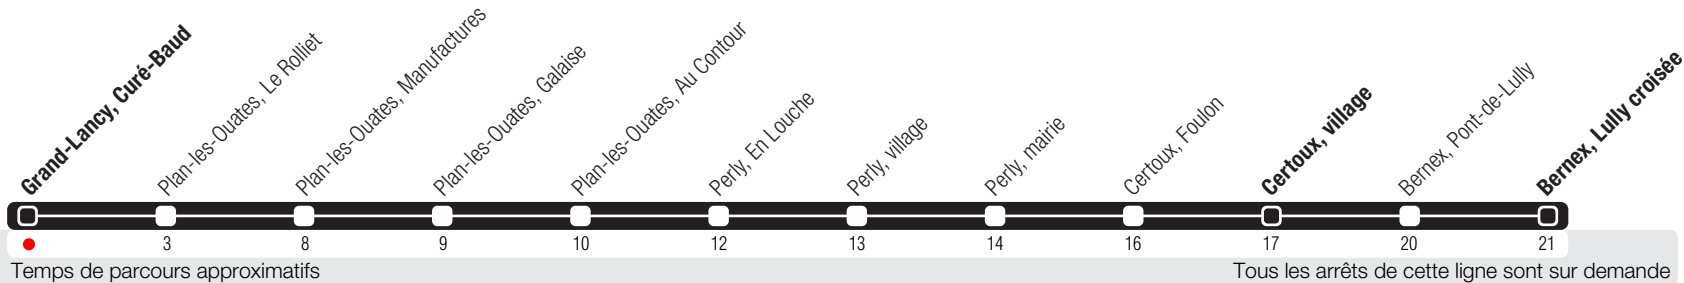 Grand-Lancy, Curé-Baud
Plan-les-Ouates, Le Rolliet
Plan-les-Ouates, Manufactures
Plan-les-Ouates, Galaise
Plan-les-Ouates, Au Contour
Perly, En Louche
Perly, village
Perly, mairie
Certoux, Foulon
Certoux, village
Bernex, Pont-de-Lully
Bernex, Lully croisée
3 8 9 10 12 13 14 16 17 20 21
Temps de parcours approximatifs
Tous les arrêts de cette ligne sont sur demande